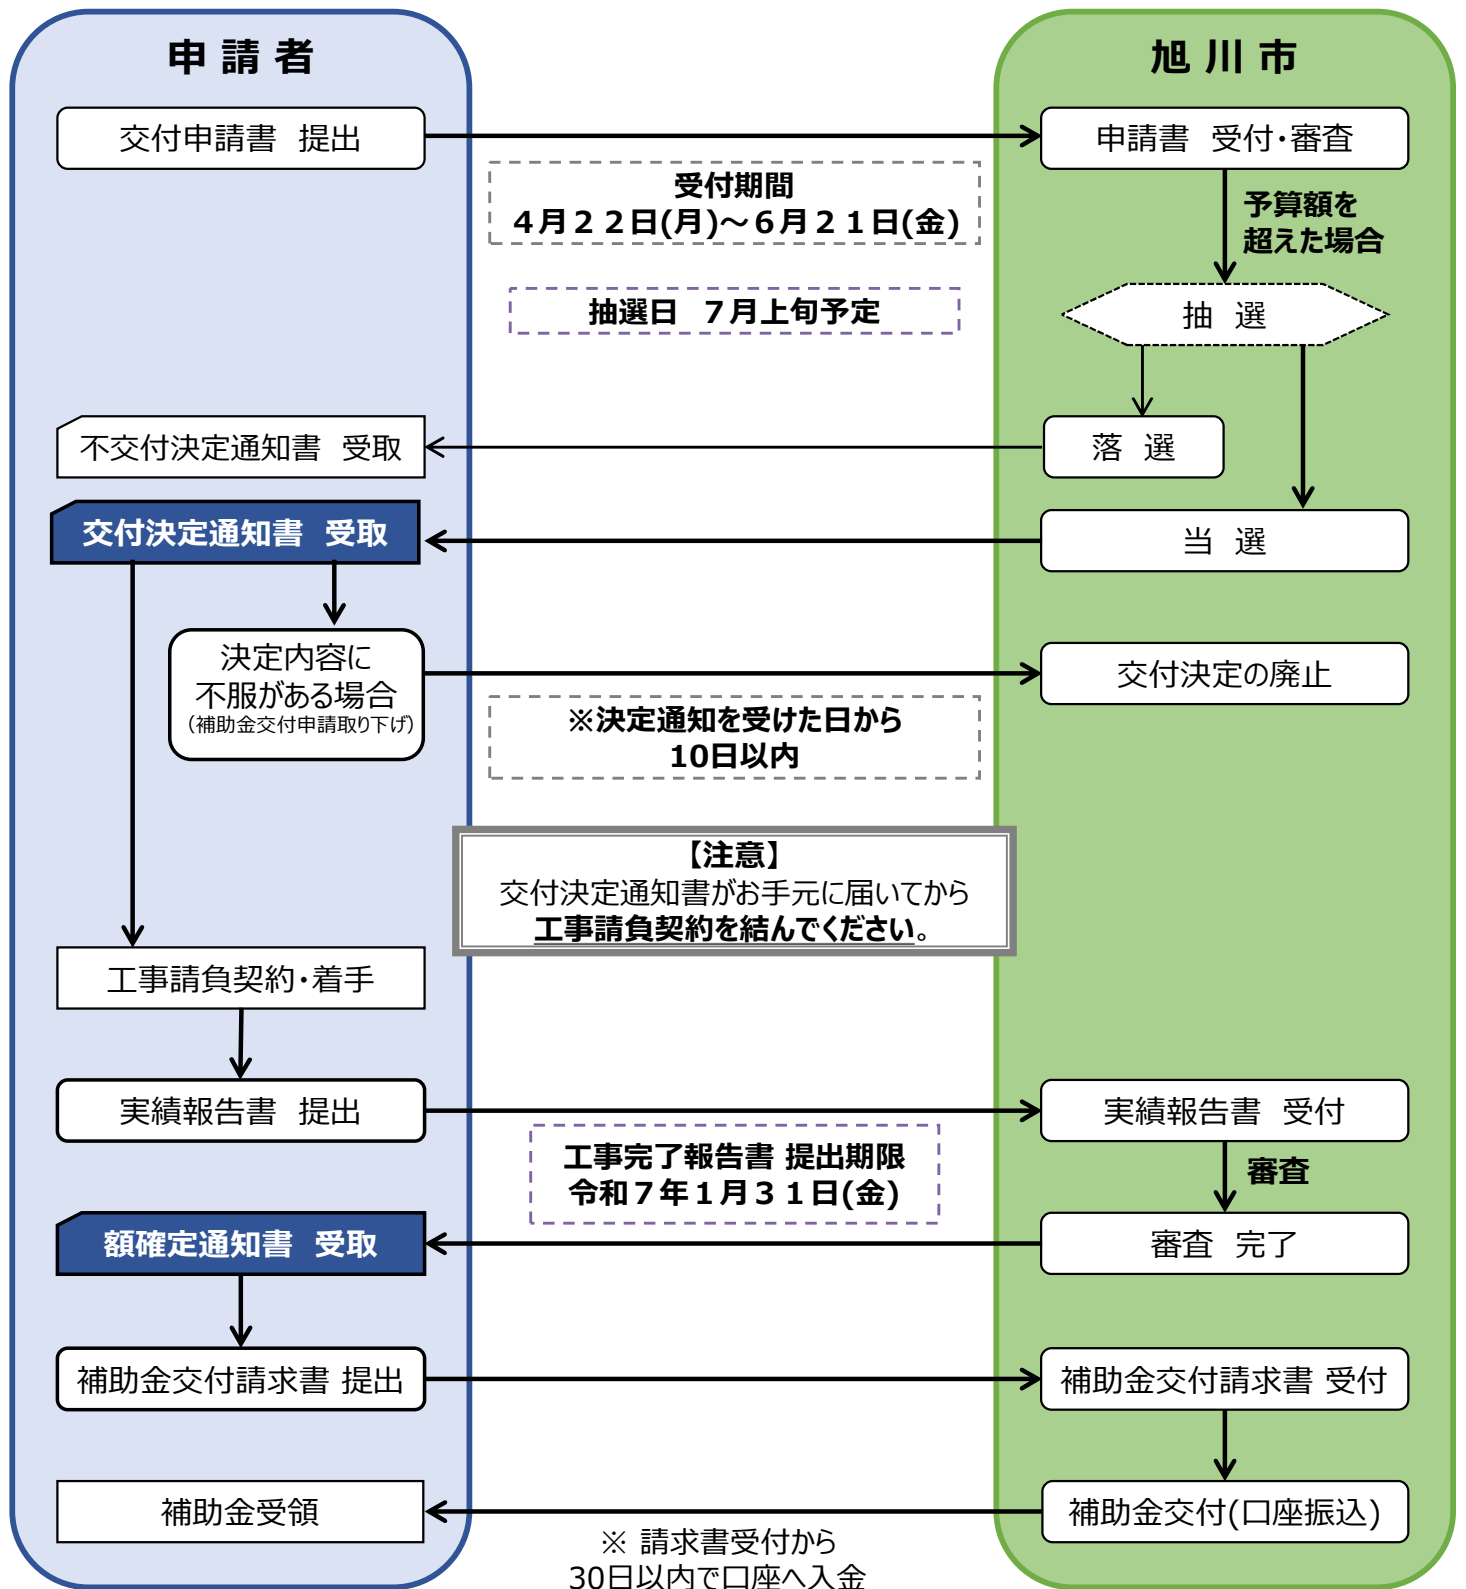 申 請 者
旭 川 市
交付申請書　提出
申請書　受付・審査
受付期間
４月２２日(月)～６月２１日(金)
予算額を
超えた場合
抽選日　７月上旬予定
抽　選
不交付決定通知書　受取
落　選
交付決定通知書　受取
当　選
決定内容に
不服がある場合
（補助金交付申請取り下げ）
交付決定の廃止
※決定通知を受けた日から
10日以内
【注意】
交付決定通知書がお手元に届いてから
工事請負契約を結んでください。
工事請負契約・着手
実績報告書　提出
実績報告書　受付
工事完了報告書 提出期限
令和７年１月３１日(金)
審査
額確定通知書　受取
審査　完了
補助金交付請求書 提出
補助金交付請求書 受付
補助金受領
補助金交付(口座振込)
※ 請求書受付から
30日以内で口座へ入金